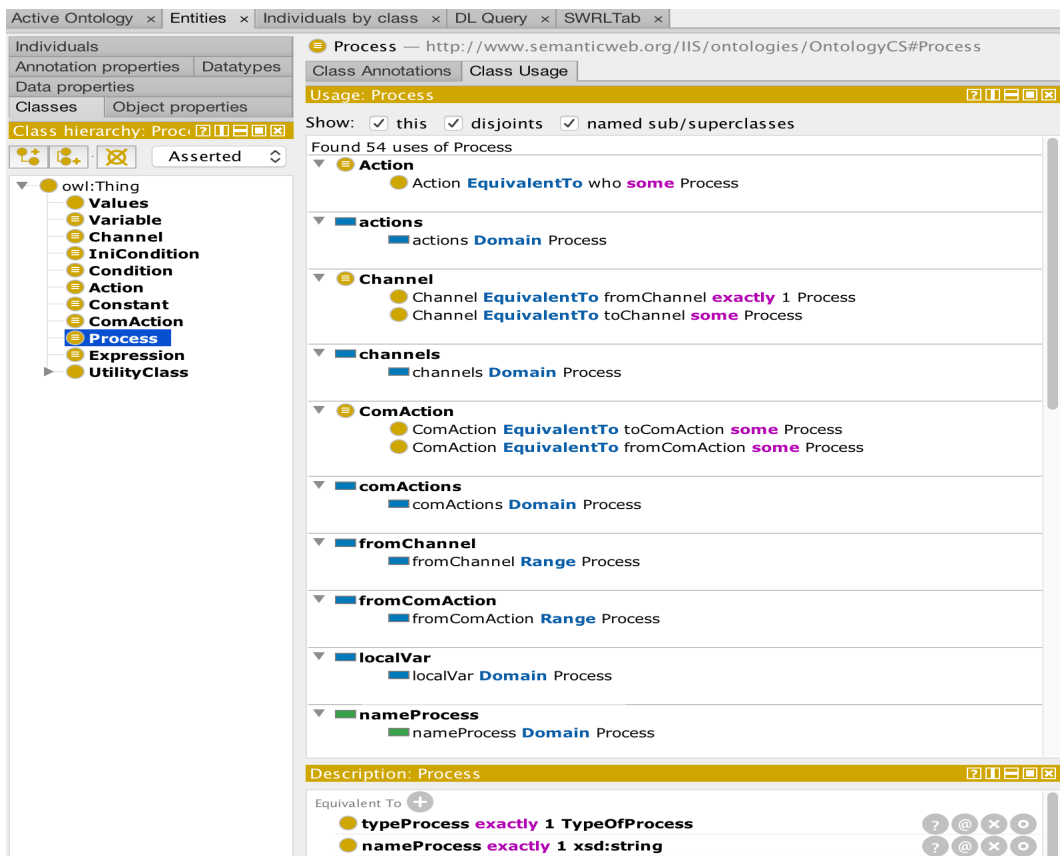 Active Ontology × Entities × Individuals by class × DL Query × SWRLTab ×
Individuals
Annotation properties Datatypes
Data properties
Classes Object properties
Class hierarchy: Proc
Asserted
owl:Thing
Values
Variable
Channel
IniCondition
Condition
Action
Constant
ComAction
Process
Expression
UtilityClass
Process — http://www.semanticweb.org/IIS/ontologies/OntologyCS#Process
Class Annotations Class Usage
Usage: Process
Show: this disjoints named sub/superclasses
Found 54 uses of Process
Action
Action EquivalentTo who some Process
actions
actions Domain Process
Channel
Channel EquivalentTo fromChannel exactly 1 Process
Channel EquivalentTo toChannel some Process
channels
channels Domain Process
ComAction
ComAction EquivalentTo toComAction some Process
ComAction EquivalentTo fromComAction some Process
comActions
comActions Domain Process
fromChannel
fromChannel Range Process
fromComAction
fromComAction Range Process
localVar
localVar Domain Process
nameProcess
nameProcess Domain Process
Description: Process
Equivalent To
typeProcess exactly 1 TypeOfProcess
nameProcess exactly 1 xsd:string